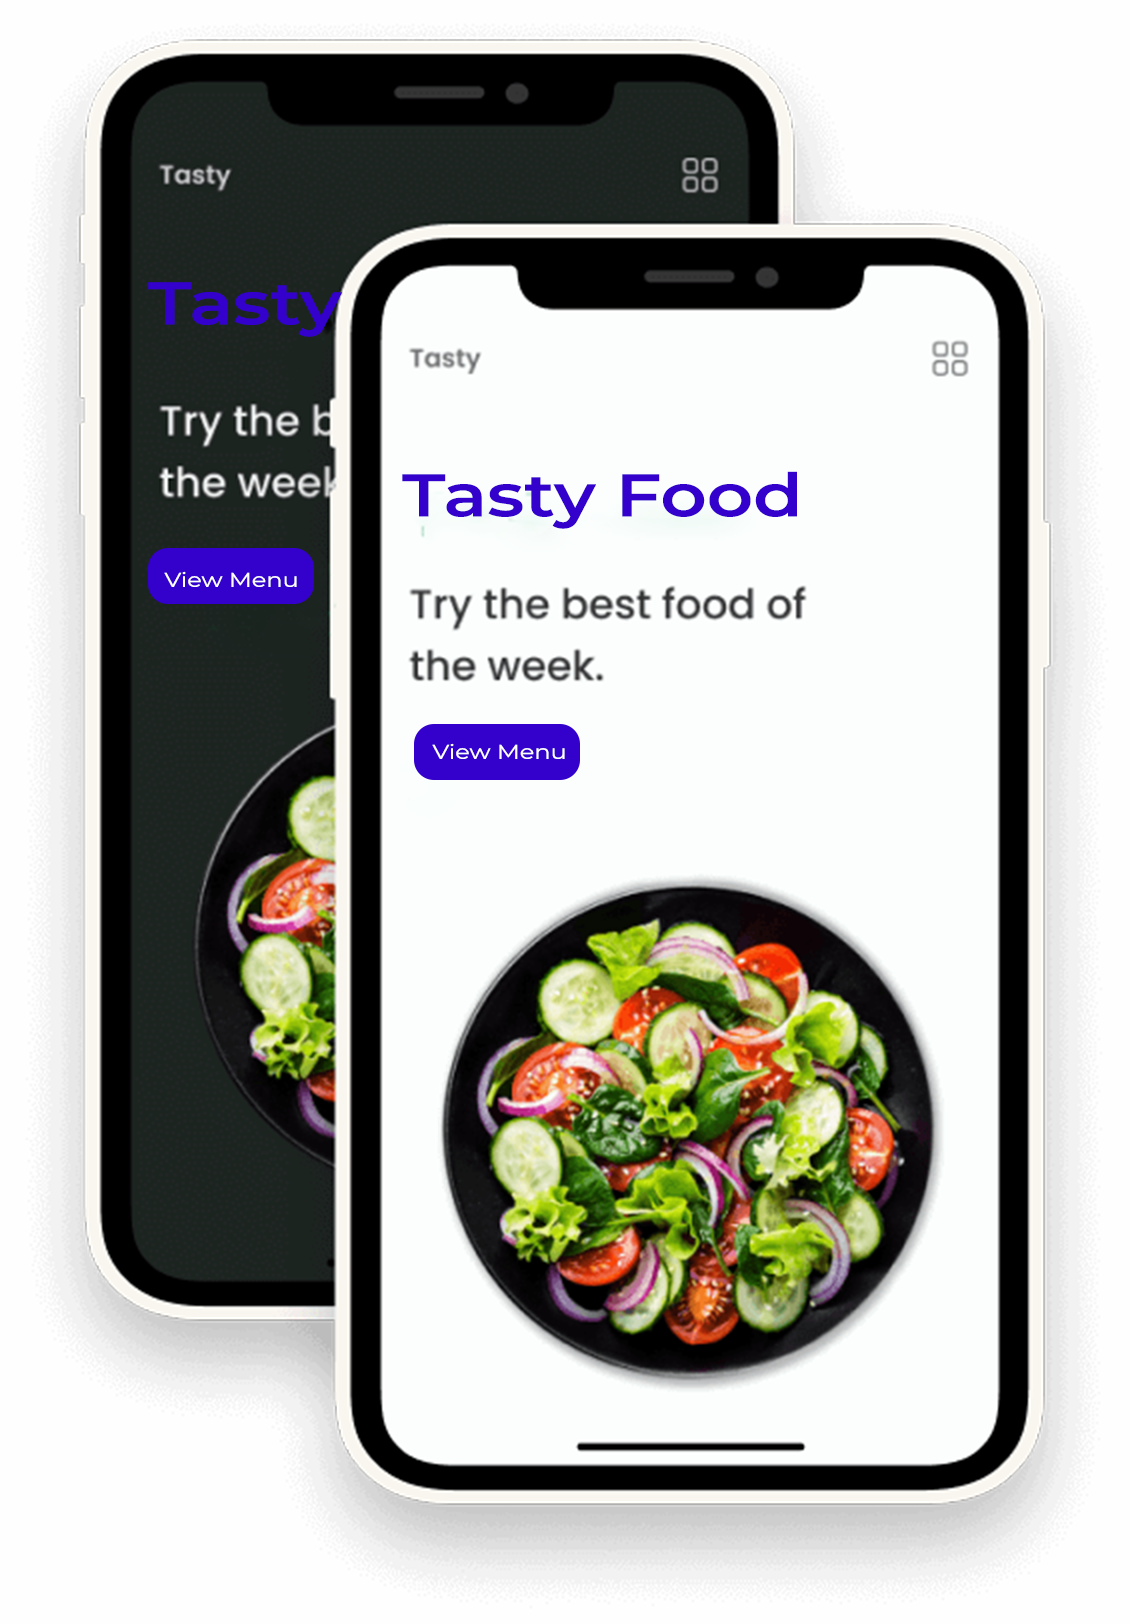 Tasty
Tasty
Try the b
the week
View Menu
Tasty
Tasty Food
Try the best food of
the week.
View Menu